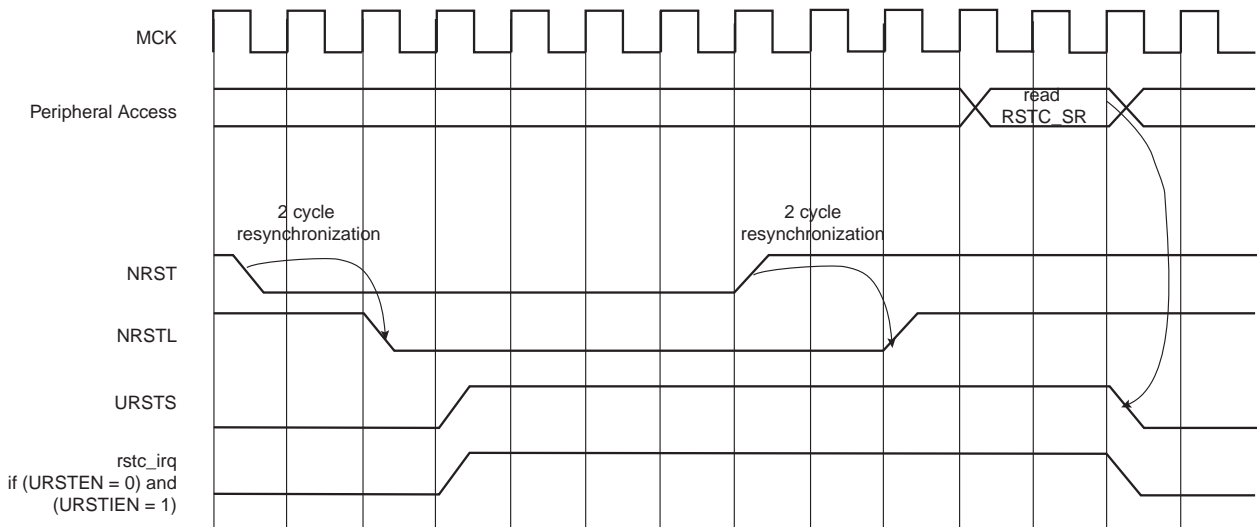 MCK
Peripheral Access
read
RSTC_SR
2 cycle
resynchronization
2 cycle
resynchronization
NRST
NRSTL
URSTS
rstc_irq
if (URSTEN = 0) and
(URSTIEN = 1)